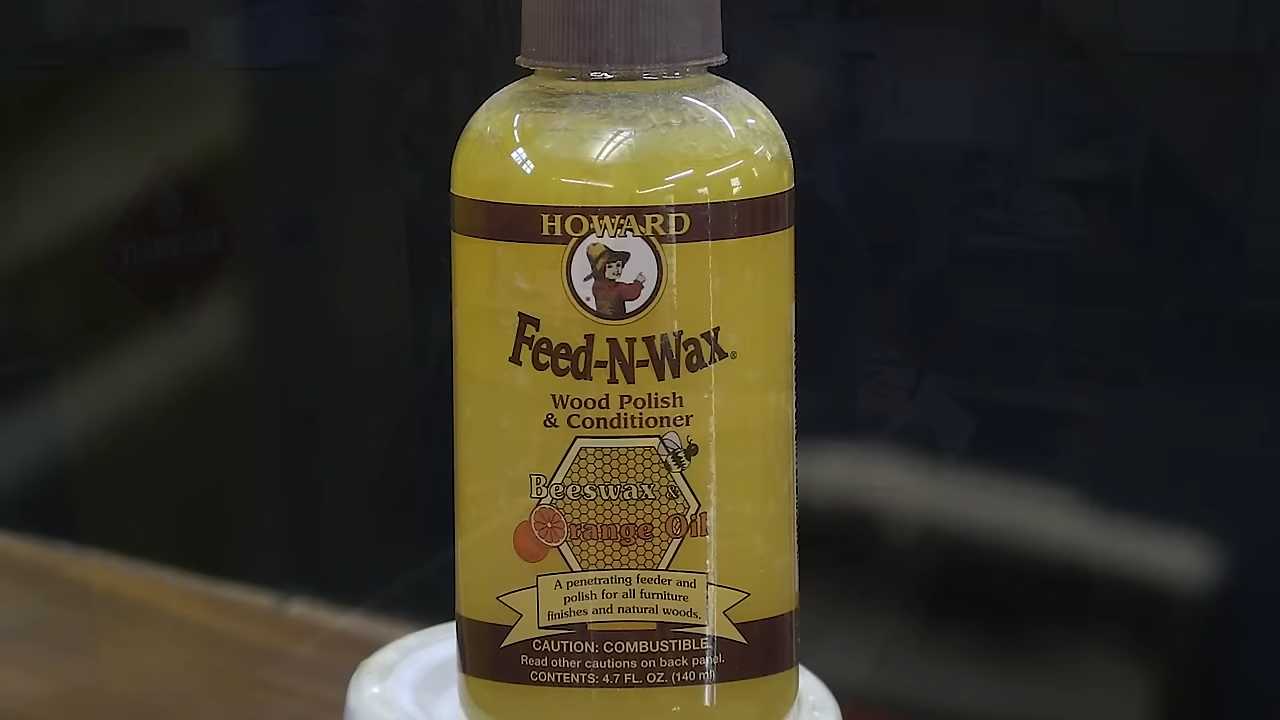 HOWARD
Feed-N-Wax®
Wood Polish
& Conditioner
Beeswax &
Orange Oil
A penetrating feeder and
polish for all furniture
finishes and natural woods.
CAUTION: COMBUSTIBLE.
Read other cautions on back panel.
CONTENTS: 4.7 FL. OZ. (140 ml)